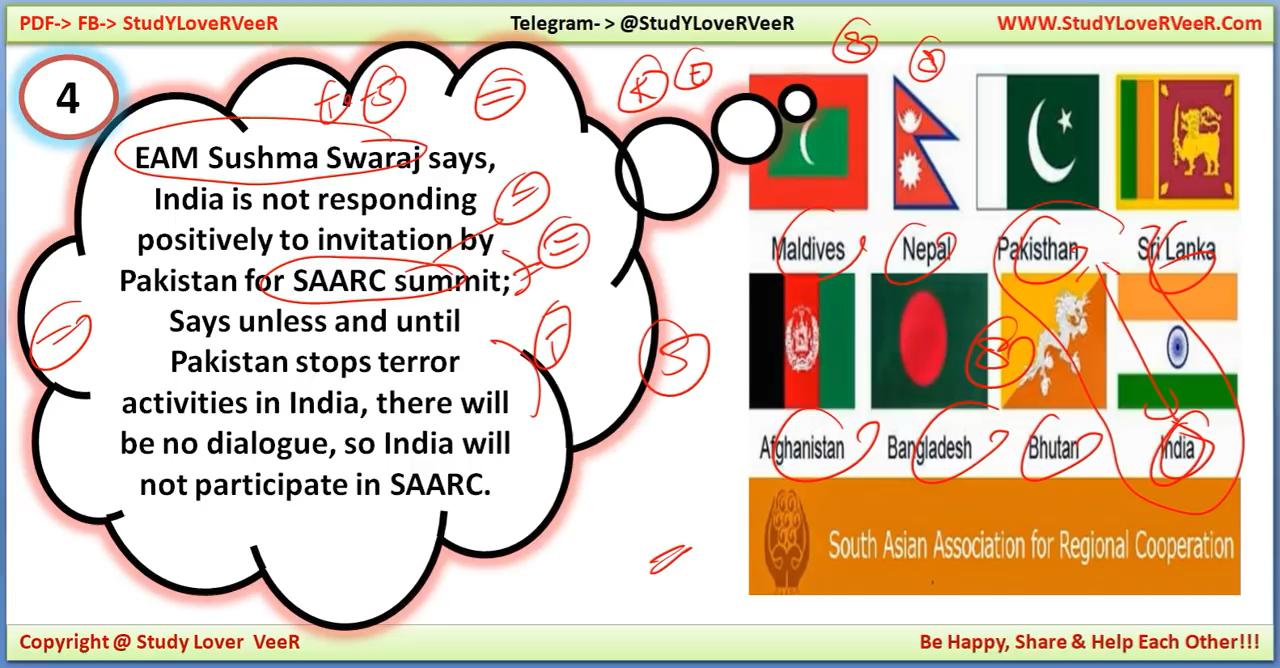 PDF-> FB-> StudYLoveRVeeR
Telegram- > @StudYLoveRVeeR
WWW.StudYLoveRVeeR.Com
4
EAM Sushma Swaraj says,
India is not responding
positively to invitation by
Pakistan for SAARC summit;
Says unless and until
Pakistan stops terror
activities in India, there will
be no dialogue, so India will
not participate in SAARC.
Maldives
Nepal
Pakisthan
Sri Lanka
Afghanistan
Bangladesh
Bhutan
India
South Asian Association for Regional Cooperation
Copyright @ Study Lover VeeR
Be Happy, Share & Help Each Other!!!